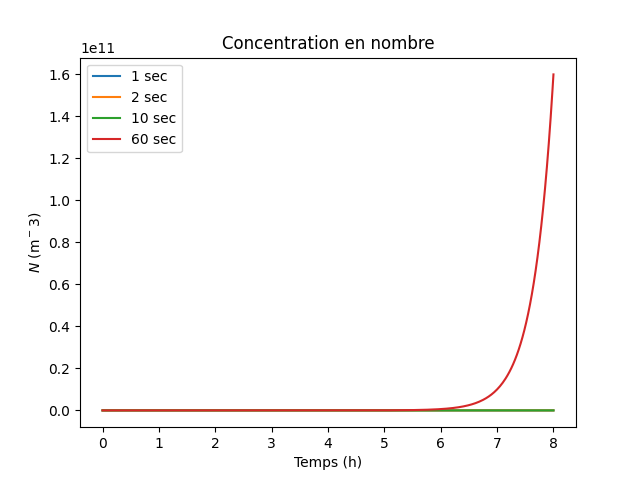 Concentration en nombre
1e11
1 sec
2 sec
10 sec
60 sec
1.6
1.4
1.2
1.0
0.8
0.6
0.4
0.2
0.0
N (m⁻3)
0 1 2 3 4 5 6 7 8
Temps (h)